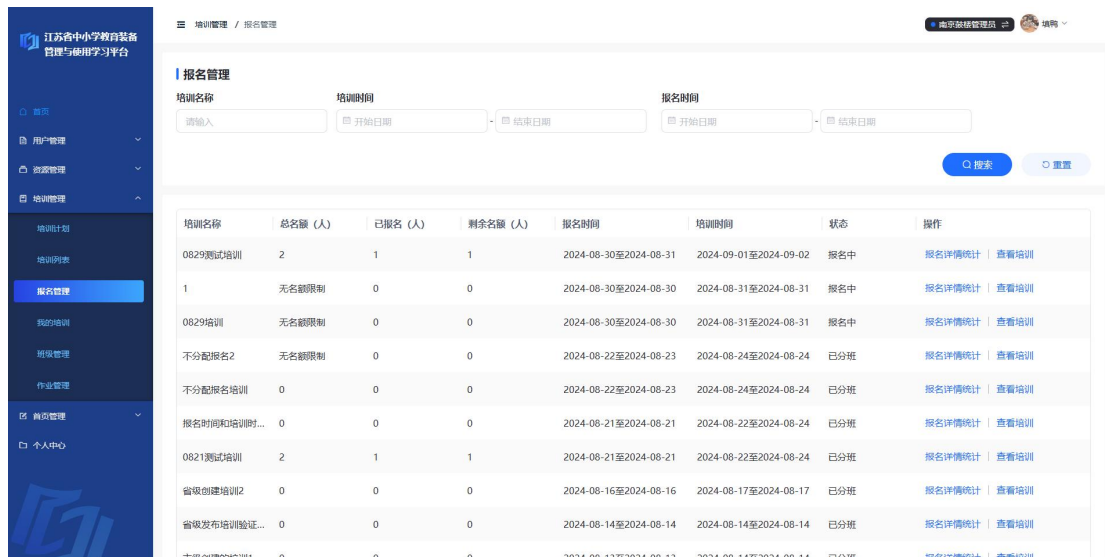 江苏省中小学教育装备
管理与使用学习平台
首页
用户管理
资源管理
培训管理
培训计划
培训列表
报名管理
我的培训
班级管理
作业管理
首页管理
个人中心
培训管理 / 报名管理
南京鼓楼管理员
填鸭
报名管理
培训名称 培训时间 报名时间
请输入 开始日期 - 结束日期 开始日期 - 结束日期
搜索 重置
培训名称 总名额（人） 已报名（人） 剩余名额（人） 报名时间 培训时间 状态 操作
0829测试培训 2 1 1 2024-08-30至2024-08-31 2024-09-01至2024-09-02 报名中 报名详情统计 查看培训
1 无名额限制 0 0 2024-08-30至2024-08-30 2024-08-31至2024-08-31 报名中 报名详情统计 查看培训
0829培训 无名额限制 0 0 2024-08-30至2024-08-30 2024-08-31至2024-08-31 报名中 报名详情统计 查看培训
不分配报名2 无名额限制 0 0 2024-08-22至2024-08-23 2024-08-24至2024-08-24 已分班 报名详情统计 查看培训
不分配报名培训 0 0 0 2024-08-22至2024-08-23 2024-08-24至2024-08-24 已分班 报名详情统计 查看培训
报名时间和培训时... 0 0 0 2024-08-21至2024-08-21 2024-08-22至2024-08-24 已分班 报名详情统计 查看培训
0821测试培训 2 1 1 2024-08-21至2024-08-21 2024-08-22至2024-08-24 已分班 报名详情统计 查看培训
省级创建培训2 0 0 0 2024-08-16至2024-08-16 2024-08-17至2024-08-17 已分班 报名详情统计 查看培训
省级发布培训验证... 0 0 0 2024-08-14至2024-08-14 2024-08-14至2024-08-14 已分班 报名详情统计 查看培训